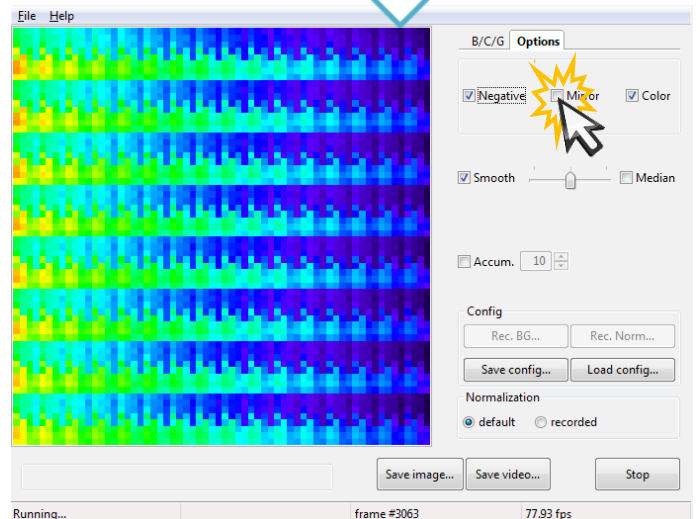 File Help
B/C/G Options
Negative Mirror Color
Smooth Median
Accum. 10
Config
Rec. BG... Rec. Norm...
Save config... Load config...
Normalization
default recorded
Save image... Save video... Stop
Running... frame #3063 77.93 fps